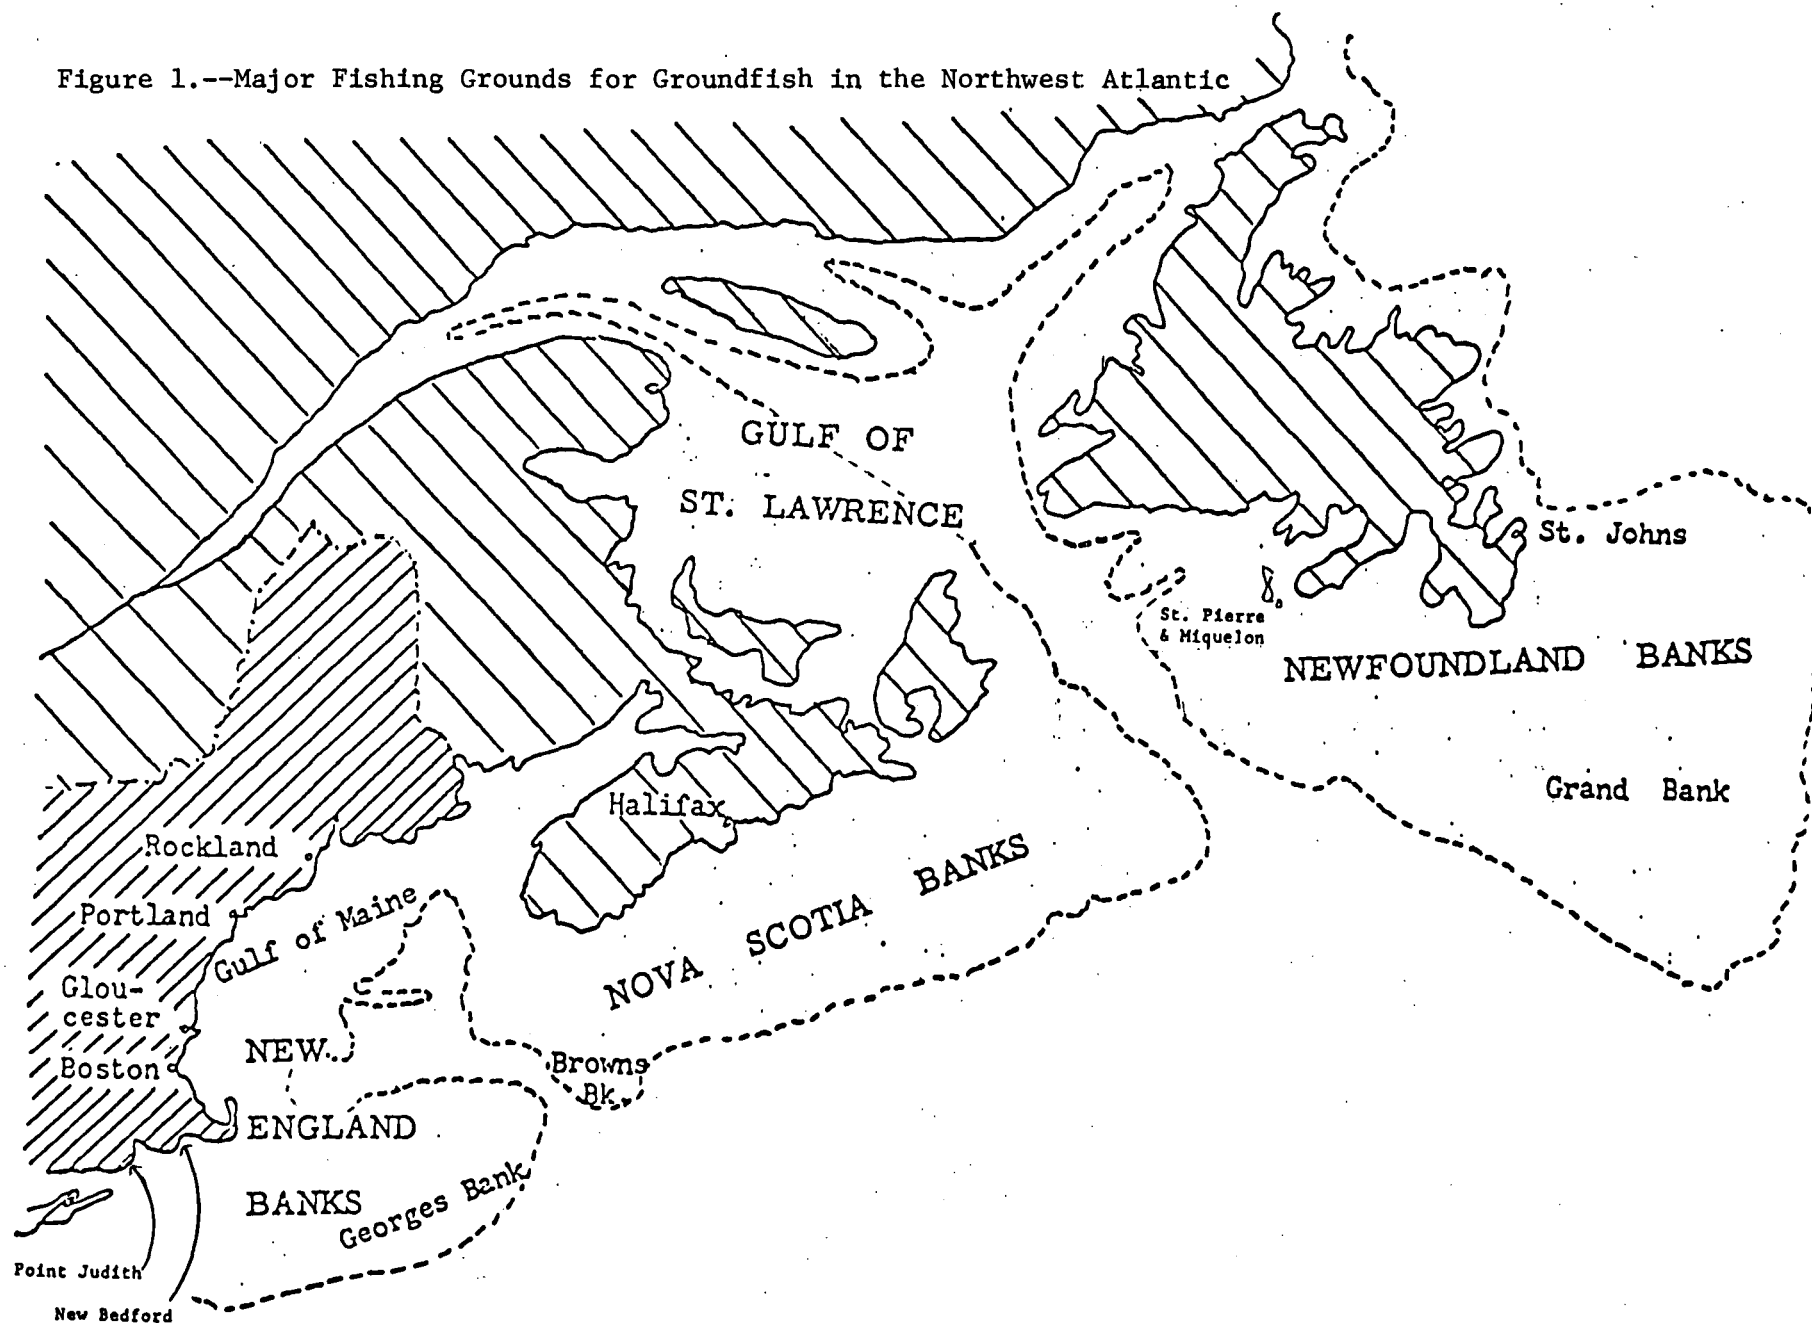 Figure 1.--Major Fishing Grounds for Groundfish in the Northwest Atlantic
GULF OF
ST. LAWRENCE
St. Johns
St. Pierre
& Miquelon
NEWFOUNDLAND BANKS
Grand Bank
Halifax
Rockland
Portland
Gulf of Maine
NOVA SCOTIA BANKS
Glou-
cester
Boston
NEW
ENGLAND
BANKS
Browns
Bk.
Georges Bank
Point Judith
New Bedford